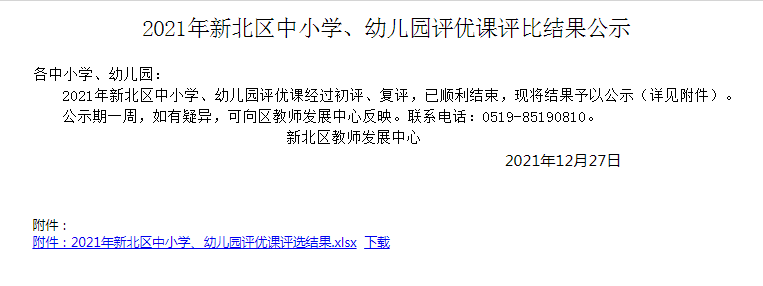 2021年新北区中小学、幼儿园评优课评比结果公示
各中小学、幼儿园：
2021年新北区中小学、幼儿园评优课经过初评、复评，已顺利结束，现将结果予以公示（详见附件）。
公示期一周，如有疑异，可向区教师发展中心反映。联系电话：0519-85190810。
新北区教师发展中心
2021年12月27日
附件：
附件：2021年新北区中小学、幼儿园评优课评选结果.xlsx 下载